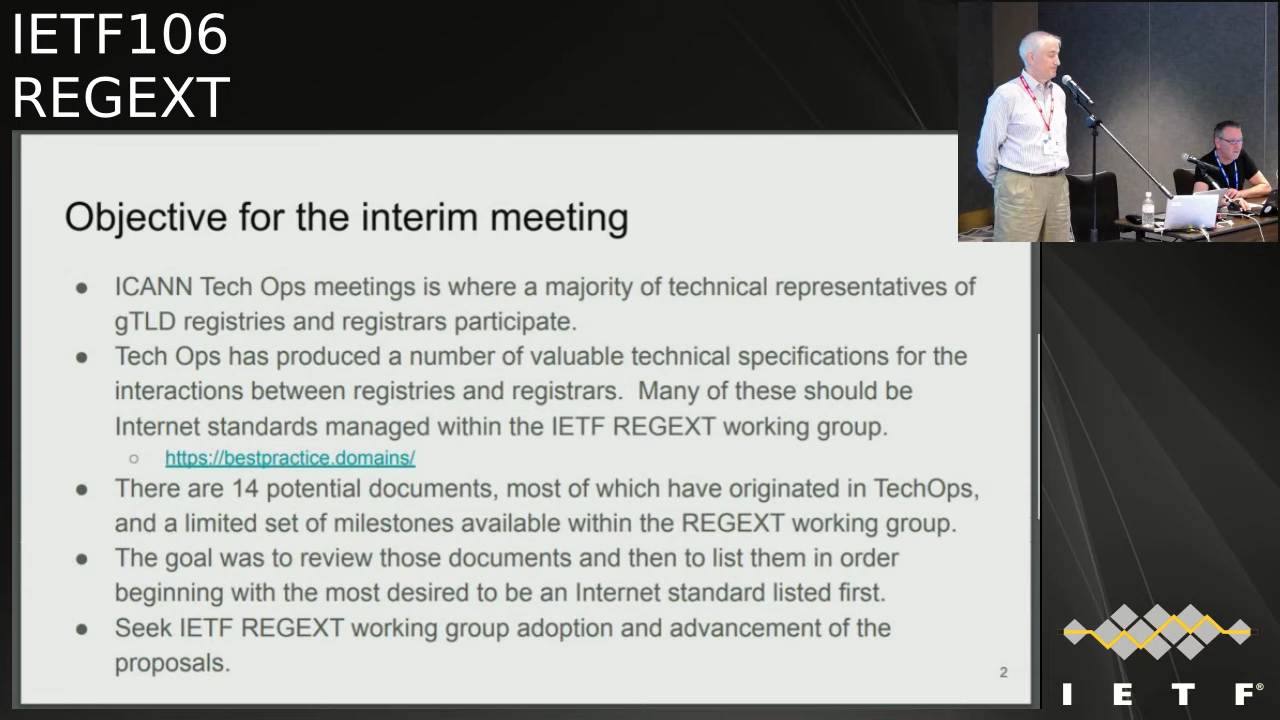 IETF106
REGEXT
Objective for the interim meeting
● ICANN Tech Ops meetings is where a majority of technical representatives of
gTLD registries and registrars participate.
● Tech Ops has produced a number of valuable technical specifications for the
interactions between registries and registrars.  Many of these should be
Internet standards managed within the IETF REGEXT working group.
○ https://bestpractice.domains/
● There are 14 potential documents, most of which have originated in TechOps,
and a limited set of milestones available within the REGEXT working group.
● The goal was to review those documents and then to list them in order
beginning with the most desired to be an Internet standard listed first.
● Seek IETF REGEXT working group adoption and advancement of the
proposals.
2
I E T F®